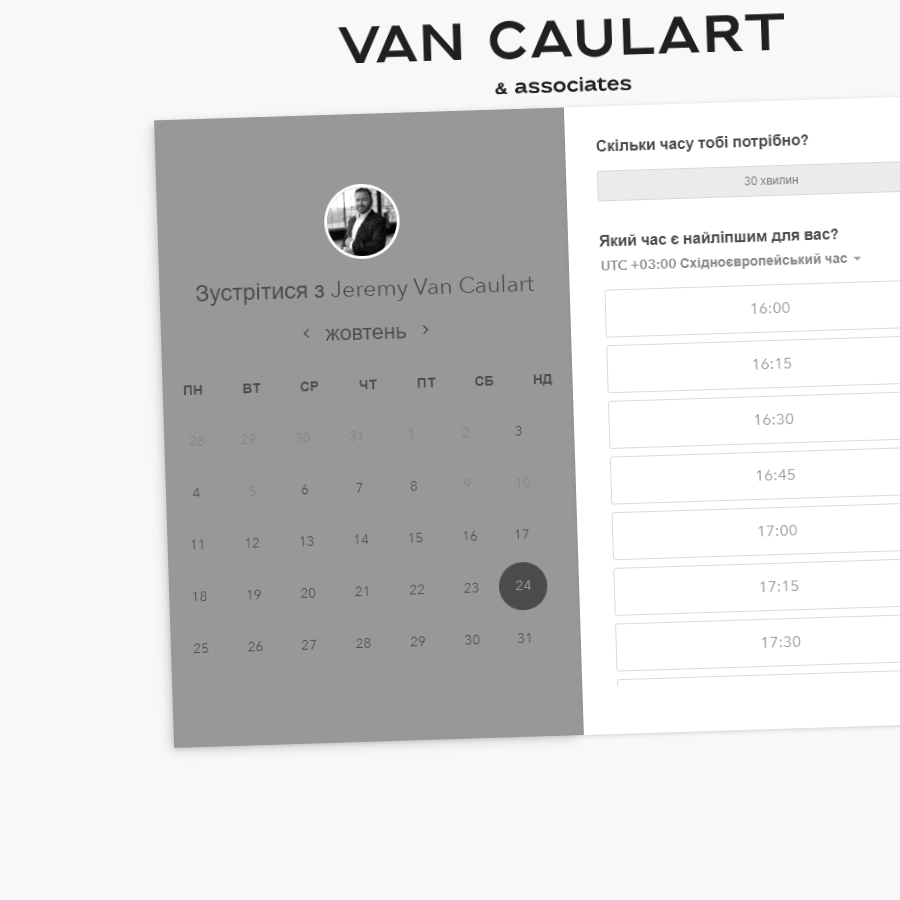 VAN CAULART
& associates
Зустрітися з Jeremy Van Caulart
жовтень
ПН ВТ СР ЧТ ПТ СБ НД
28 29 30 31 1 2 3
4 5 6 7 8 9 10
11 12 13 14 15 16 17
18 19 20 21 22 23 24
25 26 27 28 29 30 31
Скільки часу тобі потрібно?
30 хвилин
Який час є найліпшим для вас?
UTC +03:00 Східноєвропейський час
16:00
16:15
16:30
16:45
17:00
17:15
17:30